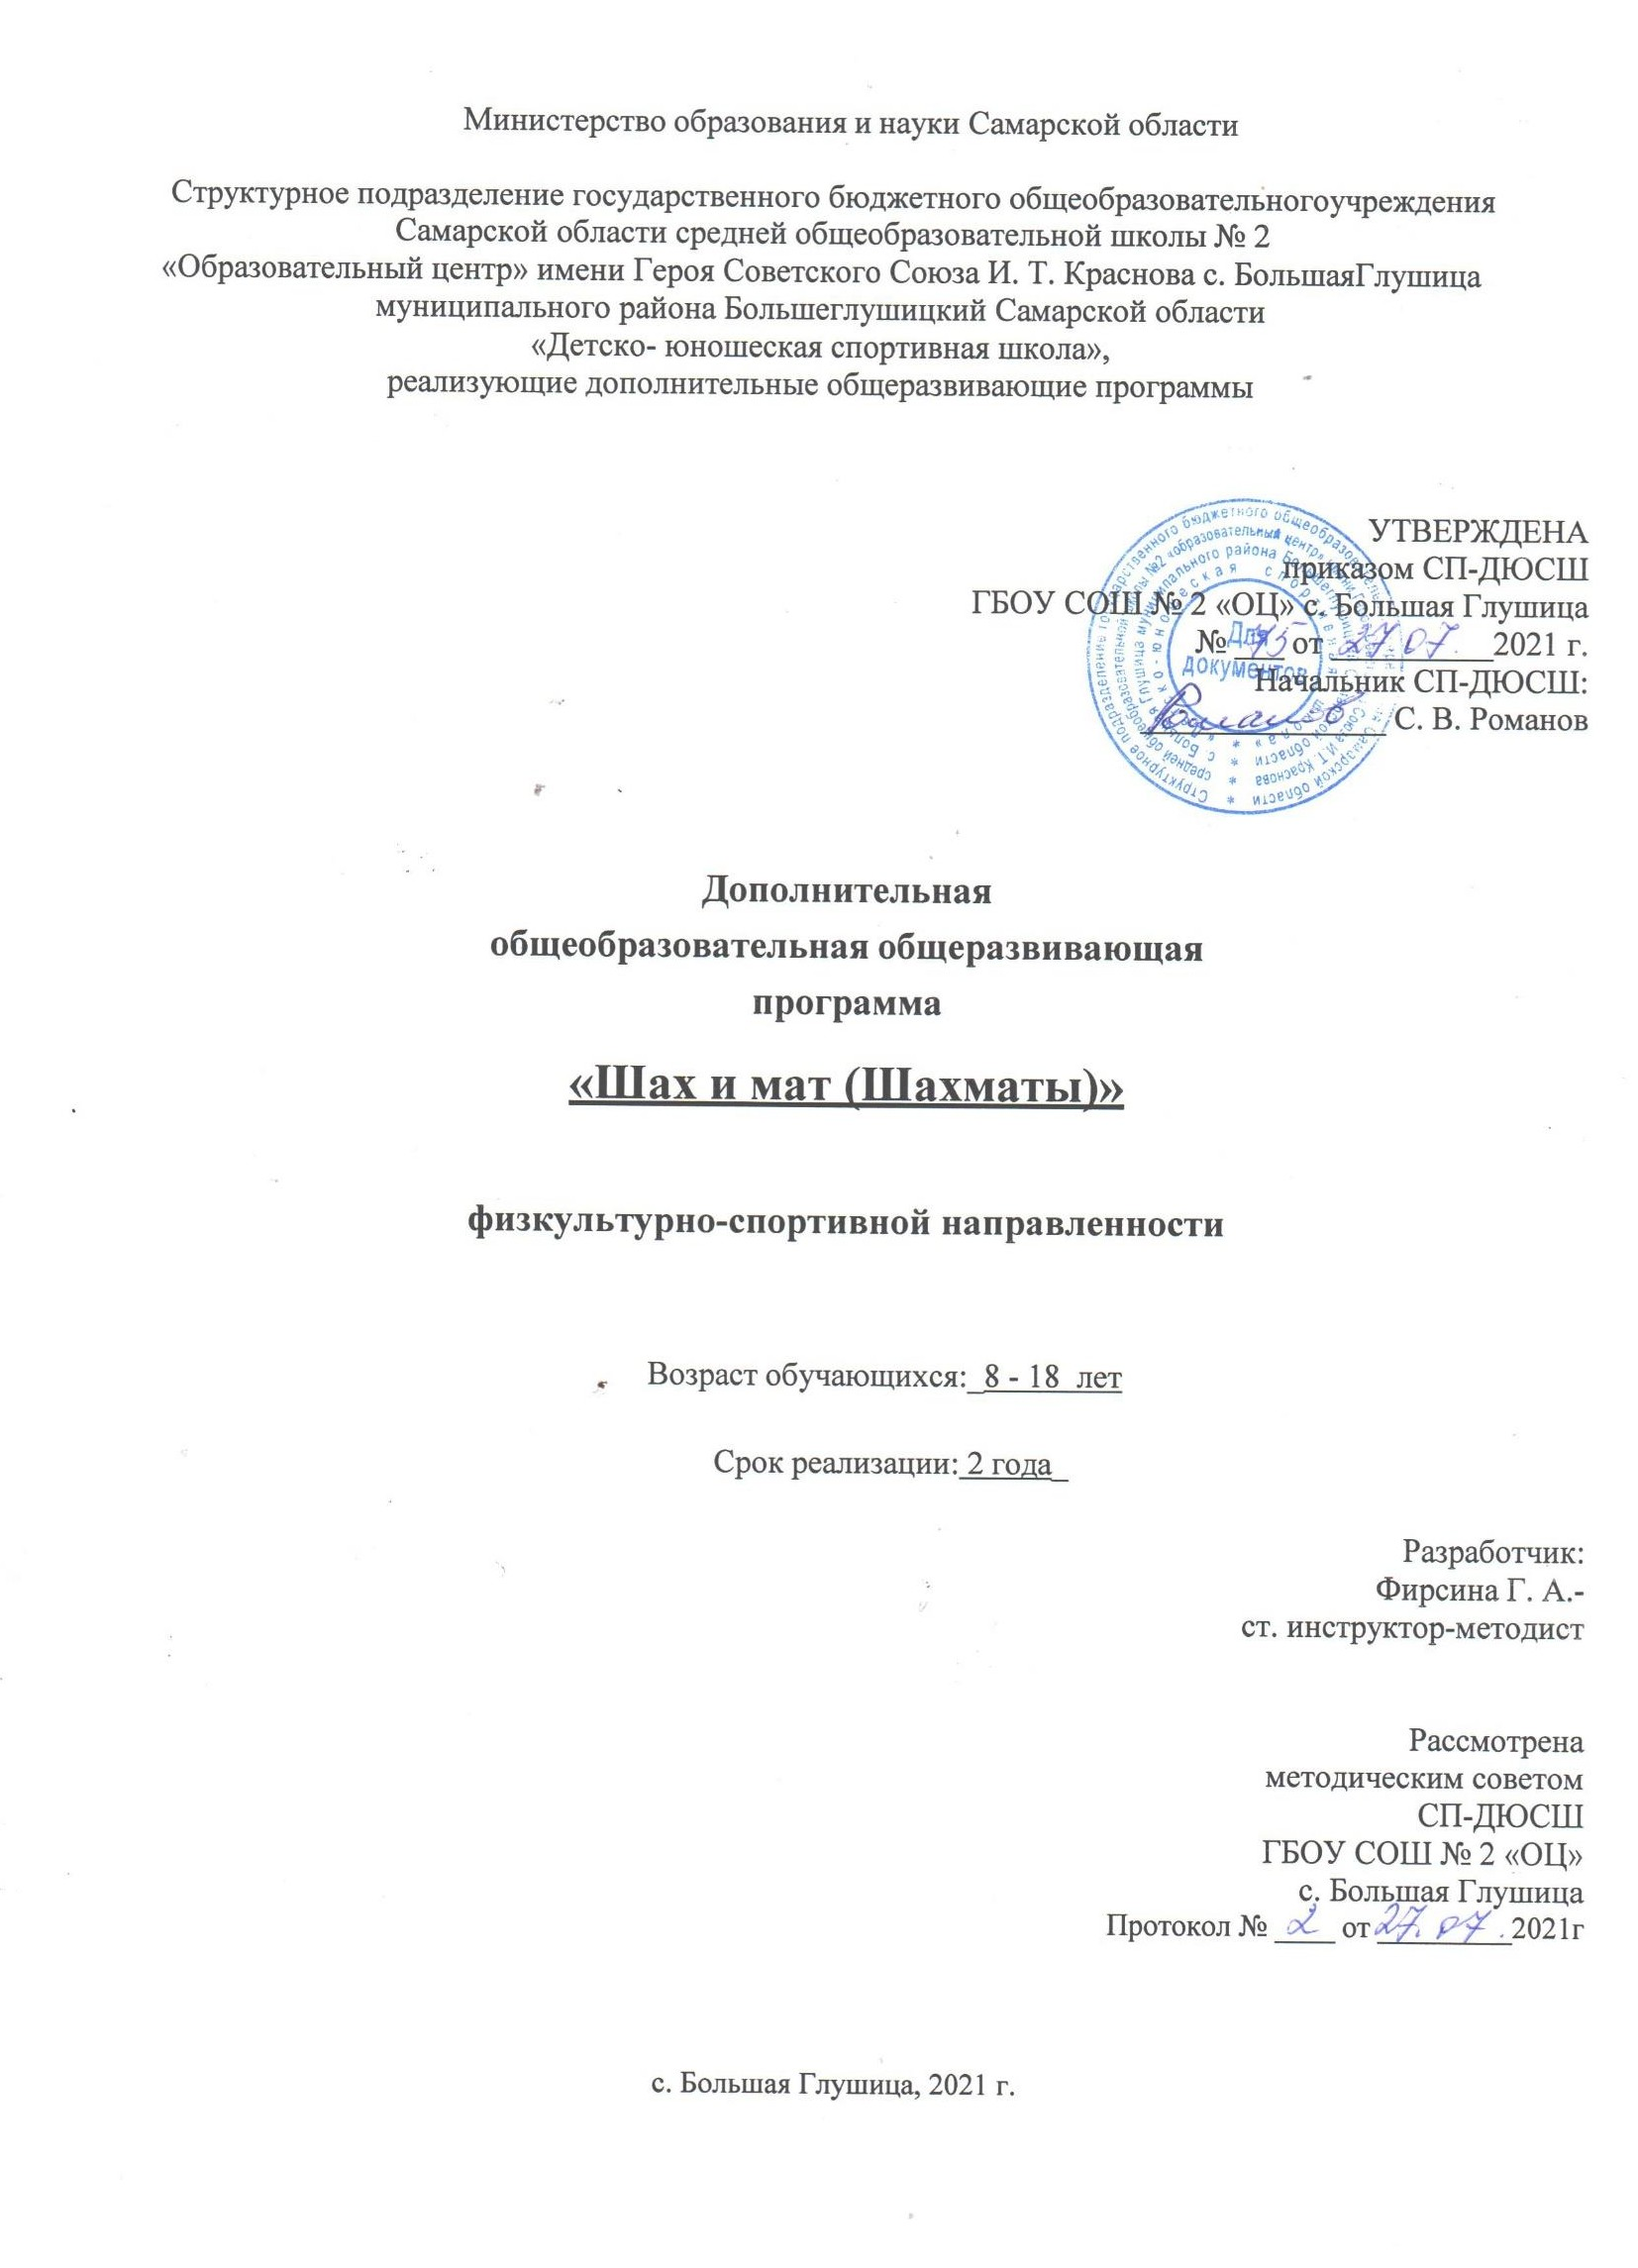 Министерство образования и науки Самарской области
Структурное подразделение государственного бюджетного общеобразовательногоучреждения
Самарской области средней общеобразовательной школы № 2
«Образовательный центр» имени Героя Советского Союза И. Т. Краснова с. БольшаяГлушица
муниципального района Большеглушицкий Самарской области
«Детско- юношеская спортивная школа»,
реализующие дополнительные общеразвивающие программы
УТВЕРЖДЕНА
приказом СП-ДЮСШ
ГБОУ СОШ № 2 «ОЦ» с. Большая Глушица
№ от 27.07. 2021 г.
Для документов
Начальник СП-ДЮСШ:
С. В. Романов
Дополнительная
общеобразовательная общеразвивающая
программа
«Шах и мат (Шахматы)»
физкультурно-спортивной направленности
Возраст обучающихся:_8 - 18 лет
Срок реализации: 2 года_
Разработчик:
Фирсина Г. А.-
ст. инструктор-методист
Рассмотрена
методическим советом
СП-ДЮСШ
ГБОУ СОШ № 2 «ОЦ»
с. Большая Глушица
Протокол № 2 от 27.07.2021г
с. Большая Глушица, 2021 г.